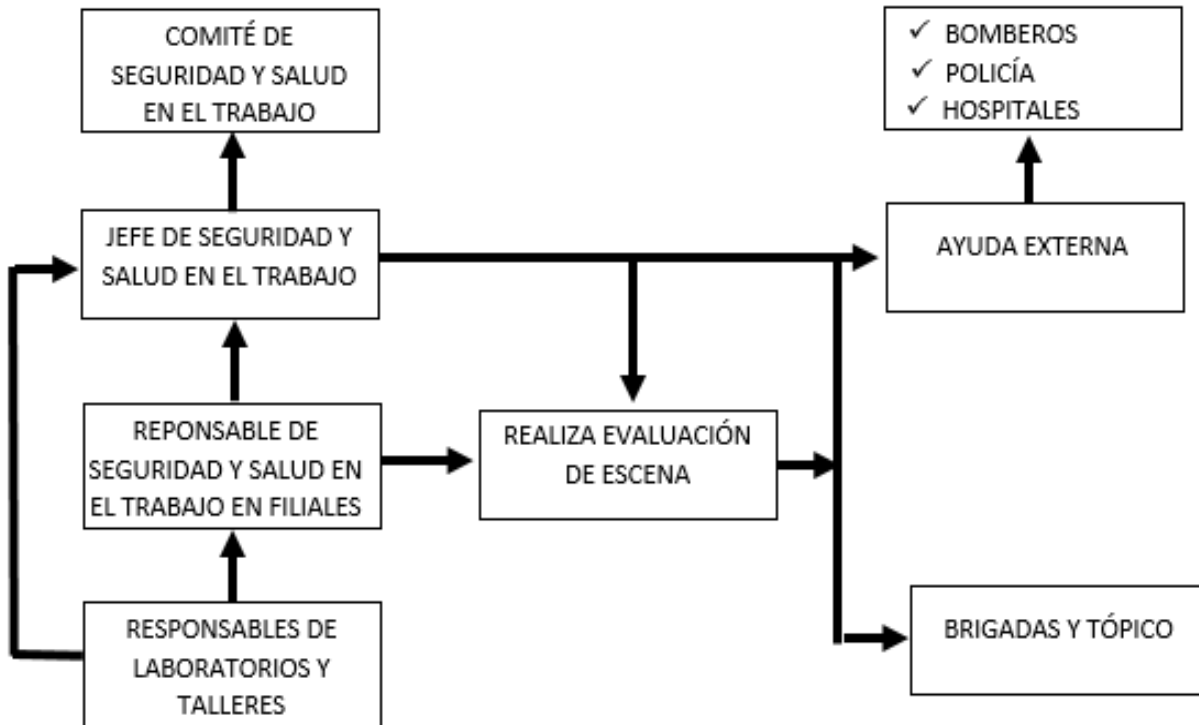 COMITÉ DE
SEGURIDAD Y SALUD
EN EL TRABAJO
✓ BOMBEROS
✓ POLICÍA
✓ HOSPITALES
JEFE DE SEGURIDAD Y
SALUD EN EL TRABAJO
AYUDA EXTERNA
REPONSABLE DE
SEGURIDAD Y SALUD EN
EL TRABAJO EN FILIALES
REALIZA EVALUACIÓN
DE ESCENA
RESPONSABLES DE
LABORATORIOS Y
TALLERES
BRIGADAS Y TÓPICO